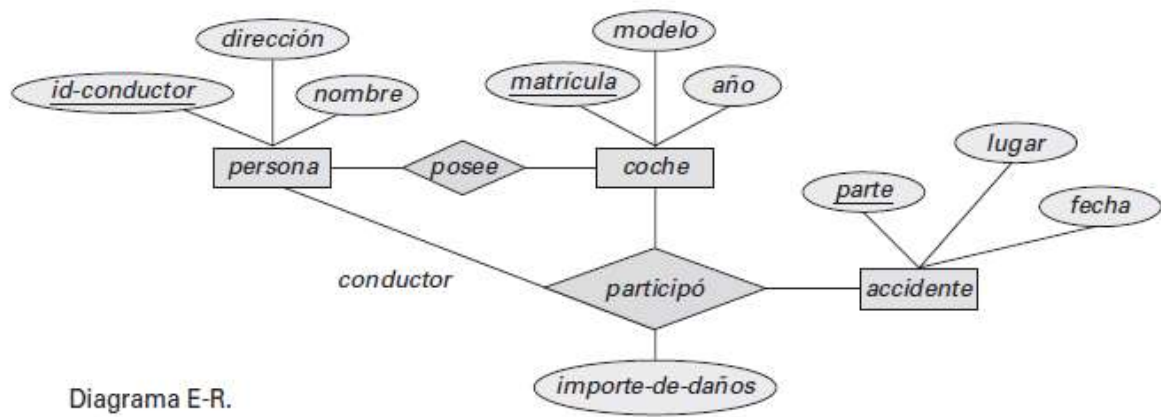 dirección
modelo
id-conductor
nombre
matrícula
año
persona
posee
coche
lugar
parte
fecha
conductor
participó
accidente
importe-de-daños
Diagrama E-R.